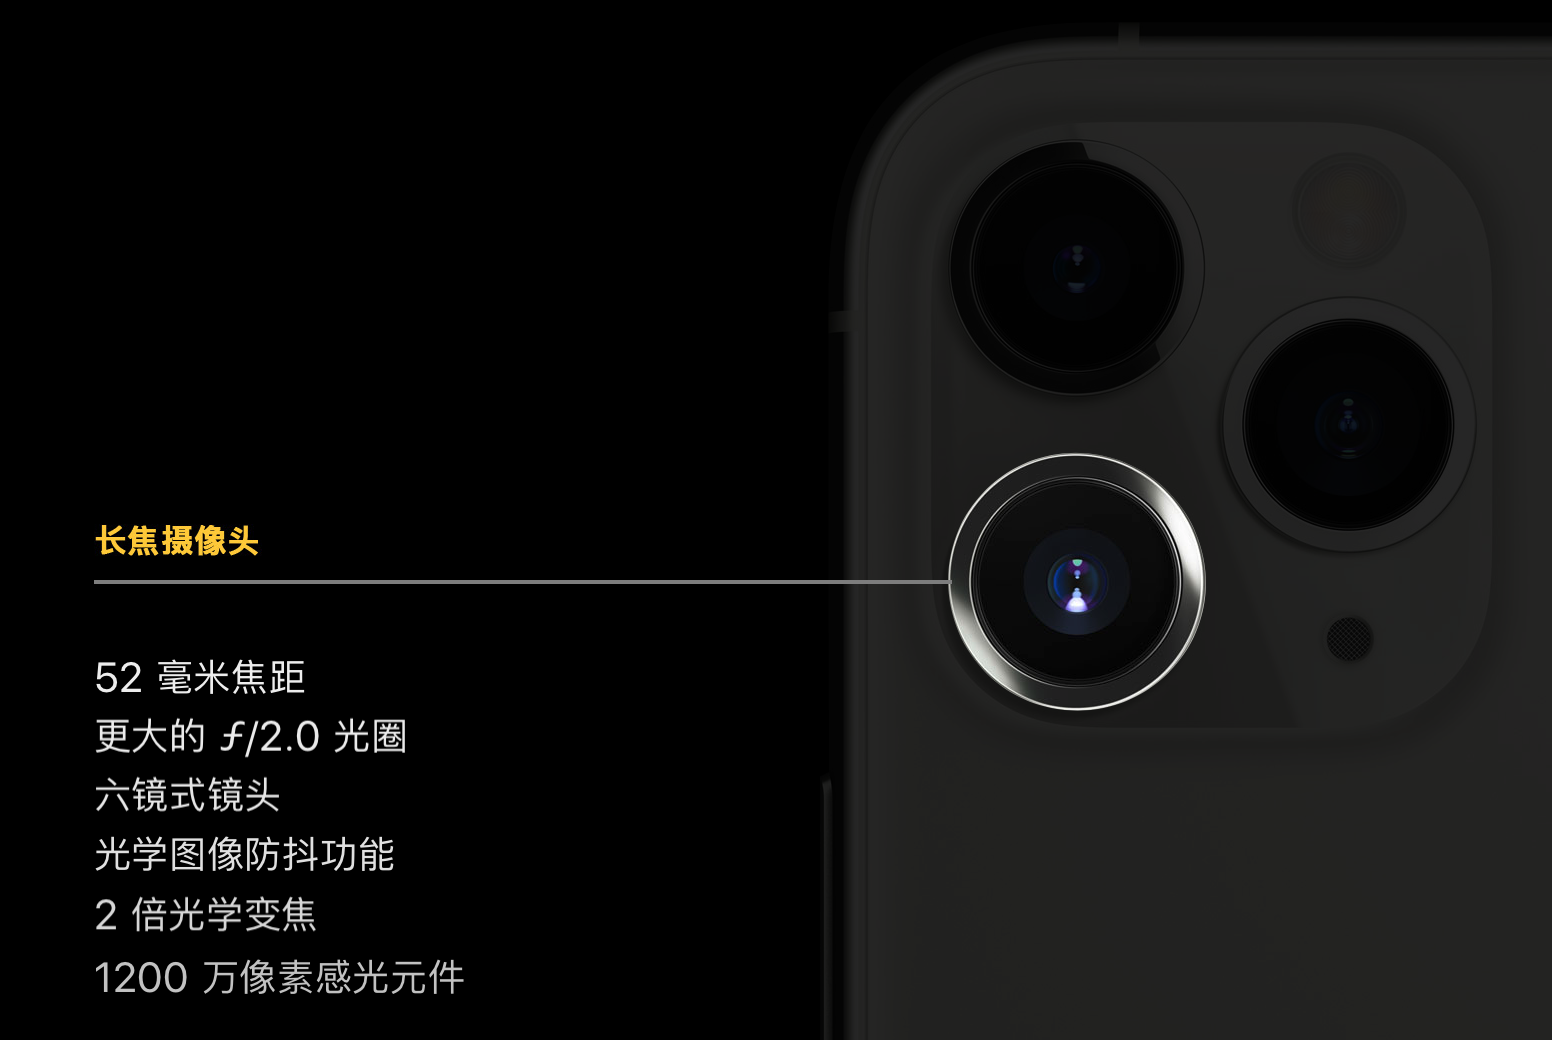 长焦摄像头
52 毫米焦距
更大的 ƒ/2.0 光圈
六镜式镜头
光学图像防抖功能
2 倍光学变焦
1200 万像素感光元件